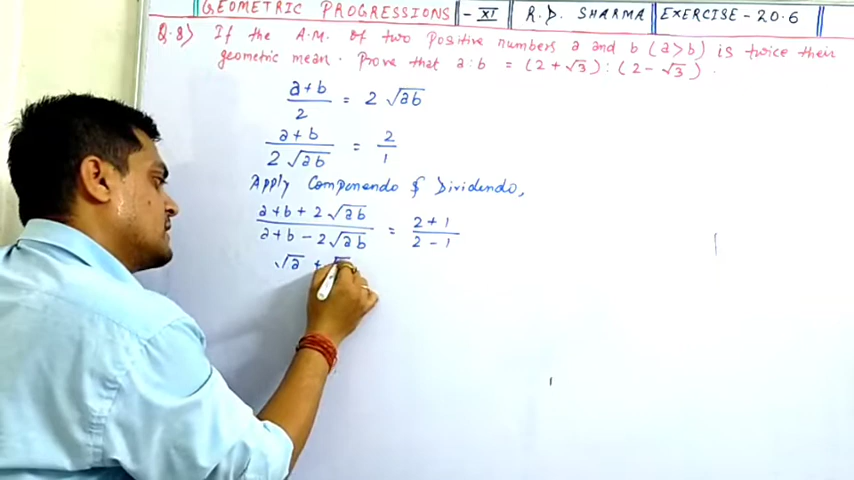 GEOMETRIC PROGRESSIONS - XI R.D. SHARMA EXERCISE - 20.6
Q.8) If the A.M. of two positive numbers a and b (a>b) is twice their
geometric mean. Prove that a:b = (2+√3) : (2-√3).
a+b/2 = 2√ab
a+b/2√ab = 2/1
Apply Componendo & Dividendo,
a+b+2√ab/a+b-2√ab = 2+1/2-1
√a +